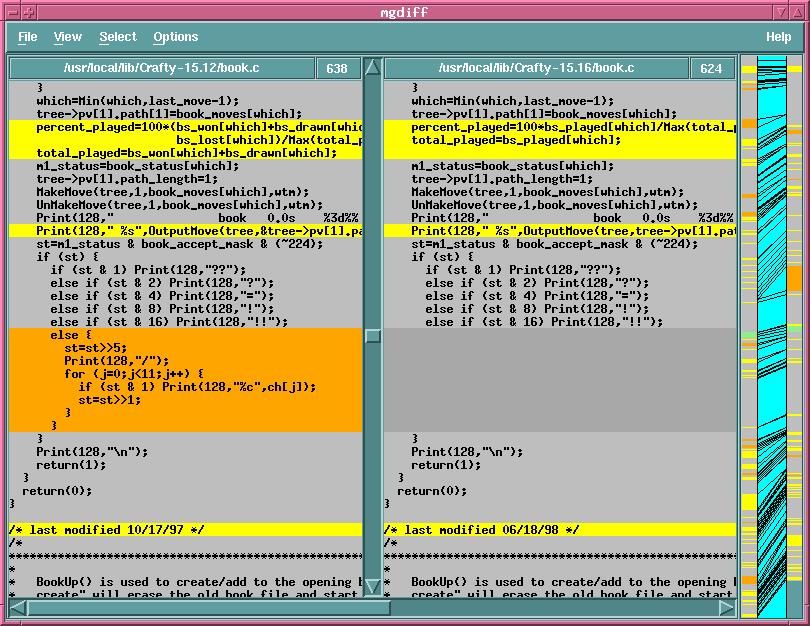 mgdiff
File View Select Options Help
/usr/local/lib/Crafty-15.12/book.c 638
}
which=Min(which,last_move-1);
tree->pv[1].path[1]=book_moves[which];
percent_played=100*(bs_won[which]+bs_drawn[whic
bs_lost[which])/Max(total_p
total_played=bs_won[which]+bs_drawn[which];
m1_status=book_status[which];
tree->pv[1].path_length=1;
MakeMove(tree,1,book_moves[which],wtm);
UnMakeMove(tree,1,book_moves[which],wtm);
Print(128,"               book   0.0s    %3d%%
Print(128," %s",OutputMove(tree,&tree->pv[1].pa
st=m1_status & book_accept_mask & (~224);
if (st) {
if (st & 1) Print(128,"??");
else if (st & 2) Print(128,"?");
else if (st & 4) Print(128,"=");
else if (st & 8) Print(128,"!");
else if (st & 16) Print(128,"!!");
else {
st=st>>5;
Print(128,"/");
for (j=0;j<11;j++) {
if (st & 1) Print(128,"%c",ch[j]);
st=st>>1;
}
}
}
Print(128,"\n");
return(1);
}
return(0);
}
/* last modified 10/17/97 */
/*
*************************************************
*
*   BookUp() is used to create/add to the opening b
*   create" will erase the old book file and start
/usr/local/lib/Crafty-15.16/book.c 624
}
which=Min(which,last_move-1);
tree->pv[1].path[1]=book_moves[which];
percent_played=100*bs_played[which]/Max(total_p
total_played=bs_played[which];
m1_status=book_status[which];
tree->pv[1].path_length=1;
MakeMove(tree,1,book_moves[which],wtm);
UnMakeMove(tree,1,book_moves[which],wtm);
Print(128,"               book   0.0s    %3d%%
Print(128," %s",OutputMove(tree,tree->pv[1].pat
st=m1_status & book_accept_mask & (~224);
if (st) {
if (st & 1) Print(128,"??");
else if (st & 2) Print(128,"?");
else if (st & 4) Print(128,"=");
else if (st & 8) Print(128,"!");
else if (st & 16) Print(128,"!!");
}
Print(128,"\n");
return(1);
}
return(0);
}
/* last modified 06/18/98 */
/*
*************************************************
*
*   BookUp() is used to create/add to the opening b
*   create" will erase the old book file and start